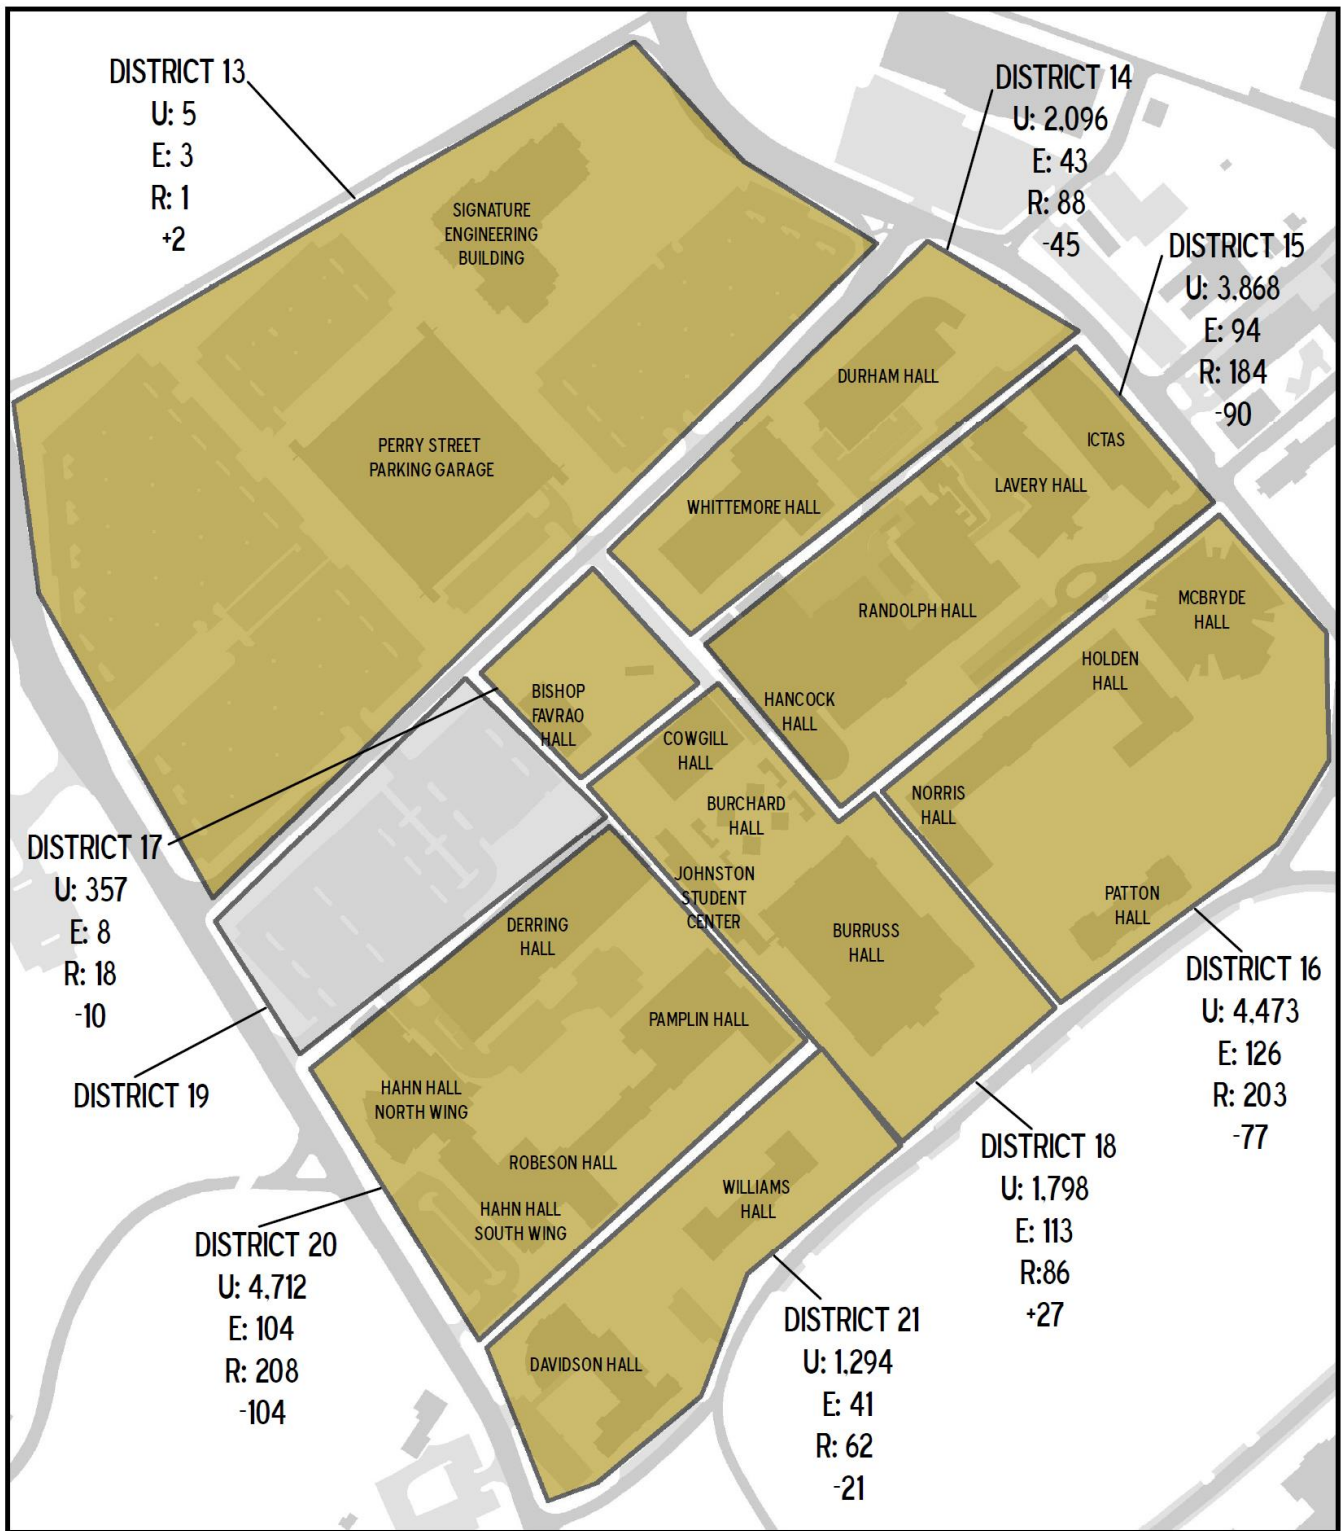 DISTRICT 13
U: 5
E: 3
R: 1
+2
DISTRICT 14
U: 2,096
E: 43
R: 88
-45
DISTRICT 15
U: 3,868
E: 94
R: 184
-90
SIGNATURE
ENGINEERING
BUILDING
PERRY STREET
PARKING GARAGE
DURHAM HALL
WHITTEMORE HALL
ICTAS
LAVERY HALL
RANDOLPH HALL
HANCOCK
HALL
MCBRYDE
HALL
HOLDEN
HALL
NORRIS
HALL
PATTON
HALL
BISHOP
FAVRAO
HALL
COWGILL
HALL
BURCHARD
HALL
JOHNSTON
STUDENT
CENTER
BURRUSS
HALL
DISTRICT 17
U: 357
E: 8
R: 18
-10
DISTRICT 19
DERRING
HALL
PAMPLIN HALL
HAHN HALL
NORTH WING
ROBESON HALL
HAHN HALL
SOUTH WING
WILLIAMS
HALL
DAVIDSON HALL
DISTRICT 16
U: 4,473
E: 126
R: 203
-77
DISTRICT 18
U: 1,798
E: 113
R:86
+27
DISTRICT 20
U: 4,712
E: 104
R: 208
-104
DISTRICT 21
U: 1,294
E: 41
R: 62
-21